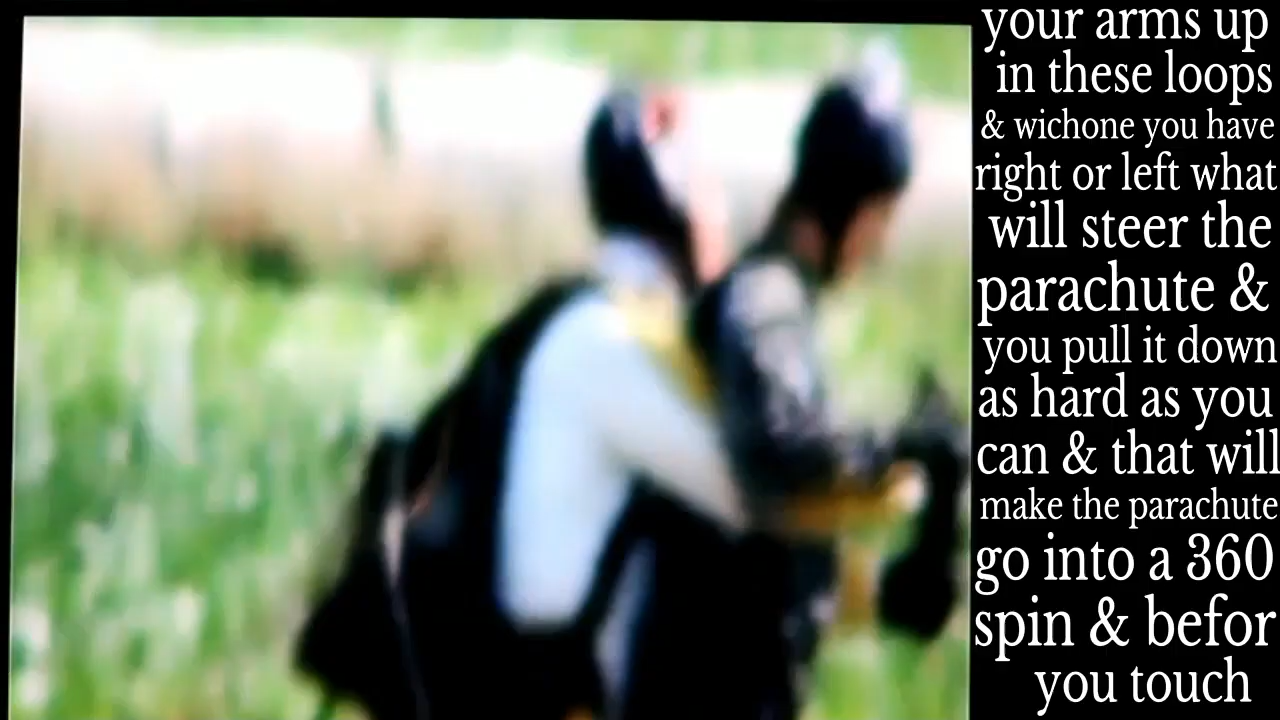 your arms up
in these loops
& wichone you have
right or left what
will steer the
parachute &
you pull it down
as hard as you
can & that will
make the parachute
go into a 360
spin & befor
you touch